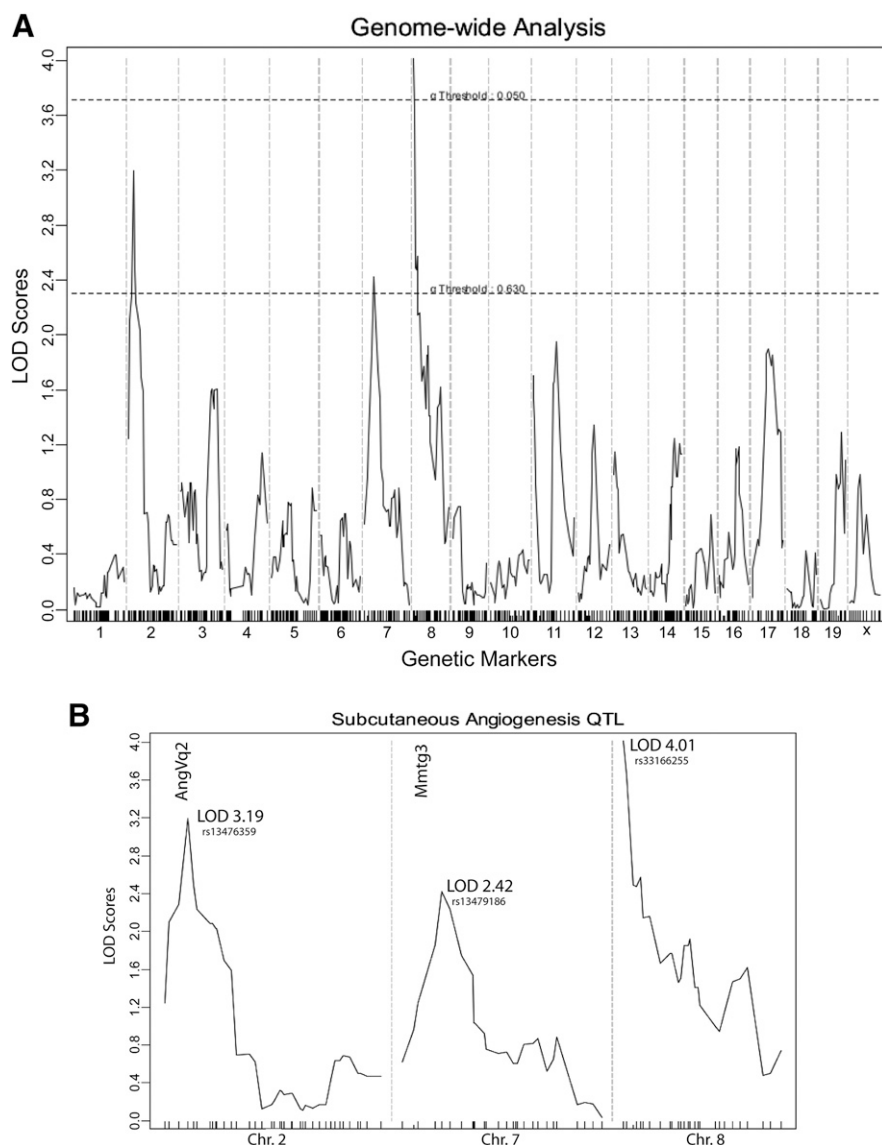 A
Genome-wide Analysis
LOD Scores
4.0
3.6
3.2
2.8
2.4
2.0
1.6
1.2
0.8
0.4
0.0
α Threshold : 0.050
α Threshold : 0.630
1 2 3 4 5 6 7 8 9 10 11 12 13 14 15 16 17 18 19 X
Genetic Markers
B
Subcutaneous Angiogenesis QTL
LOD Scores
4.0
3.6
3.2
2.8
2.4
2.0
1.6
1.2
0.8
0.4
0.0
AngVq2
LOD 3.19
rs13476359
Mmtg3
LOD 2.42
rs13479186
LOD 4.01
rs33166255
Chr. 2 Chr. 7 Chr. 8